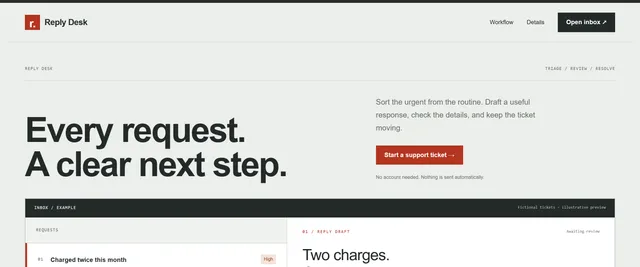 r. Reply Desk
Workflow
Details
Open inbox ↗
REPLY DESK
TRIAGE / REVIEW / RESOLVE
Every request.
A clear next step.
Sort the urgent from the routine. Draft a useful
response, check the details, and keep the ticket
moving.
Start a support ticket →
No account needed. Nothing is sent automatically.
INBOX / EXAMPLE
Fictional tickets · illustrative preview
REQUESTS
01 Charged twice this month
High
01 / REPLY DRAFT
Awaiting review
Two charges.